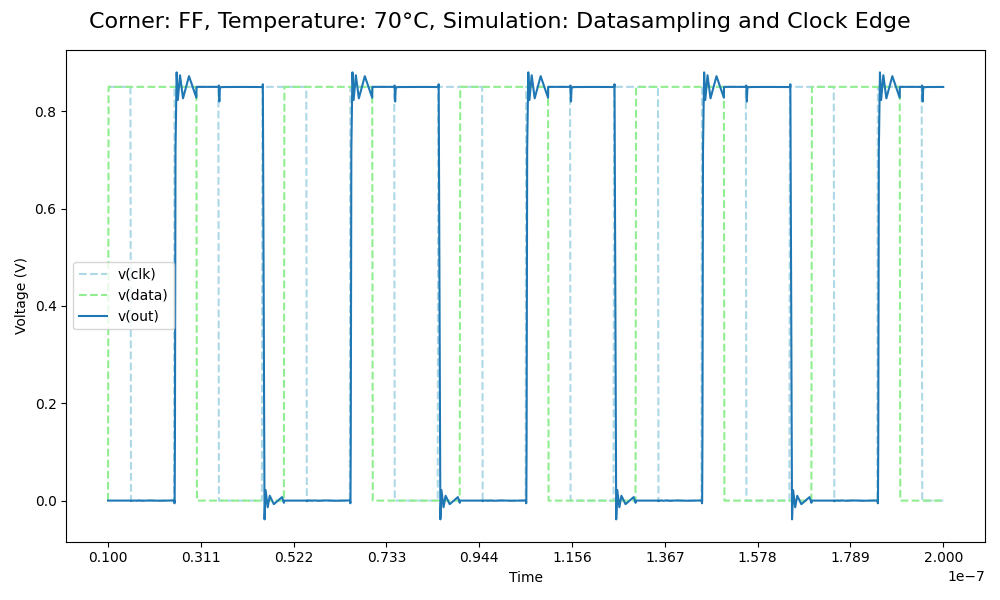 Corner: FF, Temperature: 70°C, Simulation: Datasampling and Clock Edge
Voltage (V)
0.8
0.6
0.4
0.2
0.0
v(clk)
v(data)
v(out)
0.100 0.311 0.522 0.733 0.944 1.156 1.367 1.578 1.789 2.000
Time
1e−7